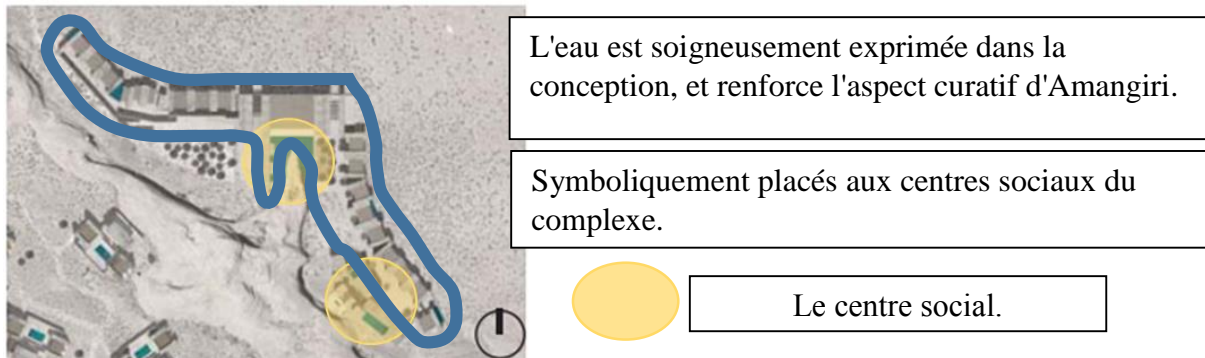 L'eau est soigneusement exprimée dans la
conception, et renforce l'aspect curatif d'Amangiri.
Symboliquement placés aux centres sociaux du
complexe.
Le centre social.